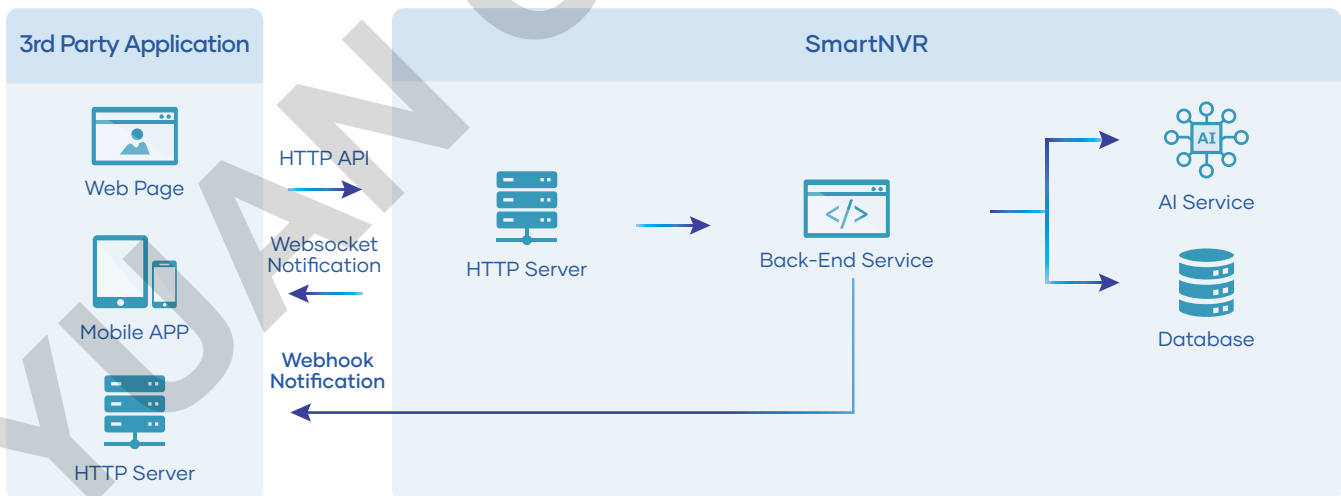 3rd Party Application
SmartNVR
Web Page
HTTP API
AI
AI Service
Websocket
Notification
HTTP Server
</>
Back-End Service
Mobile APP
Database
Webhook
Notification
HTTP Server
YUAN